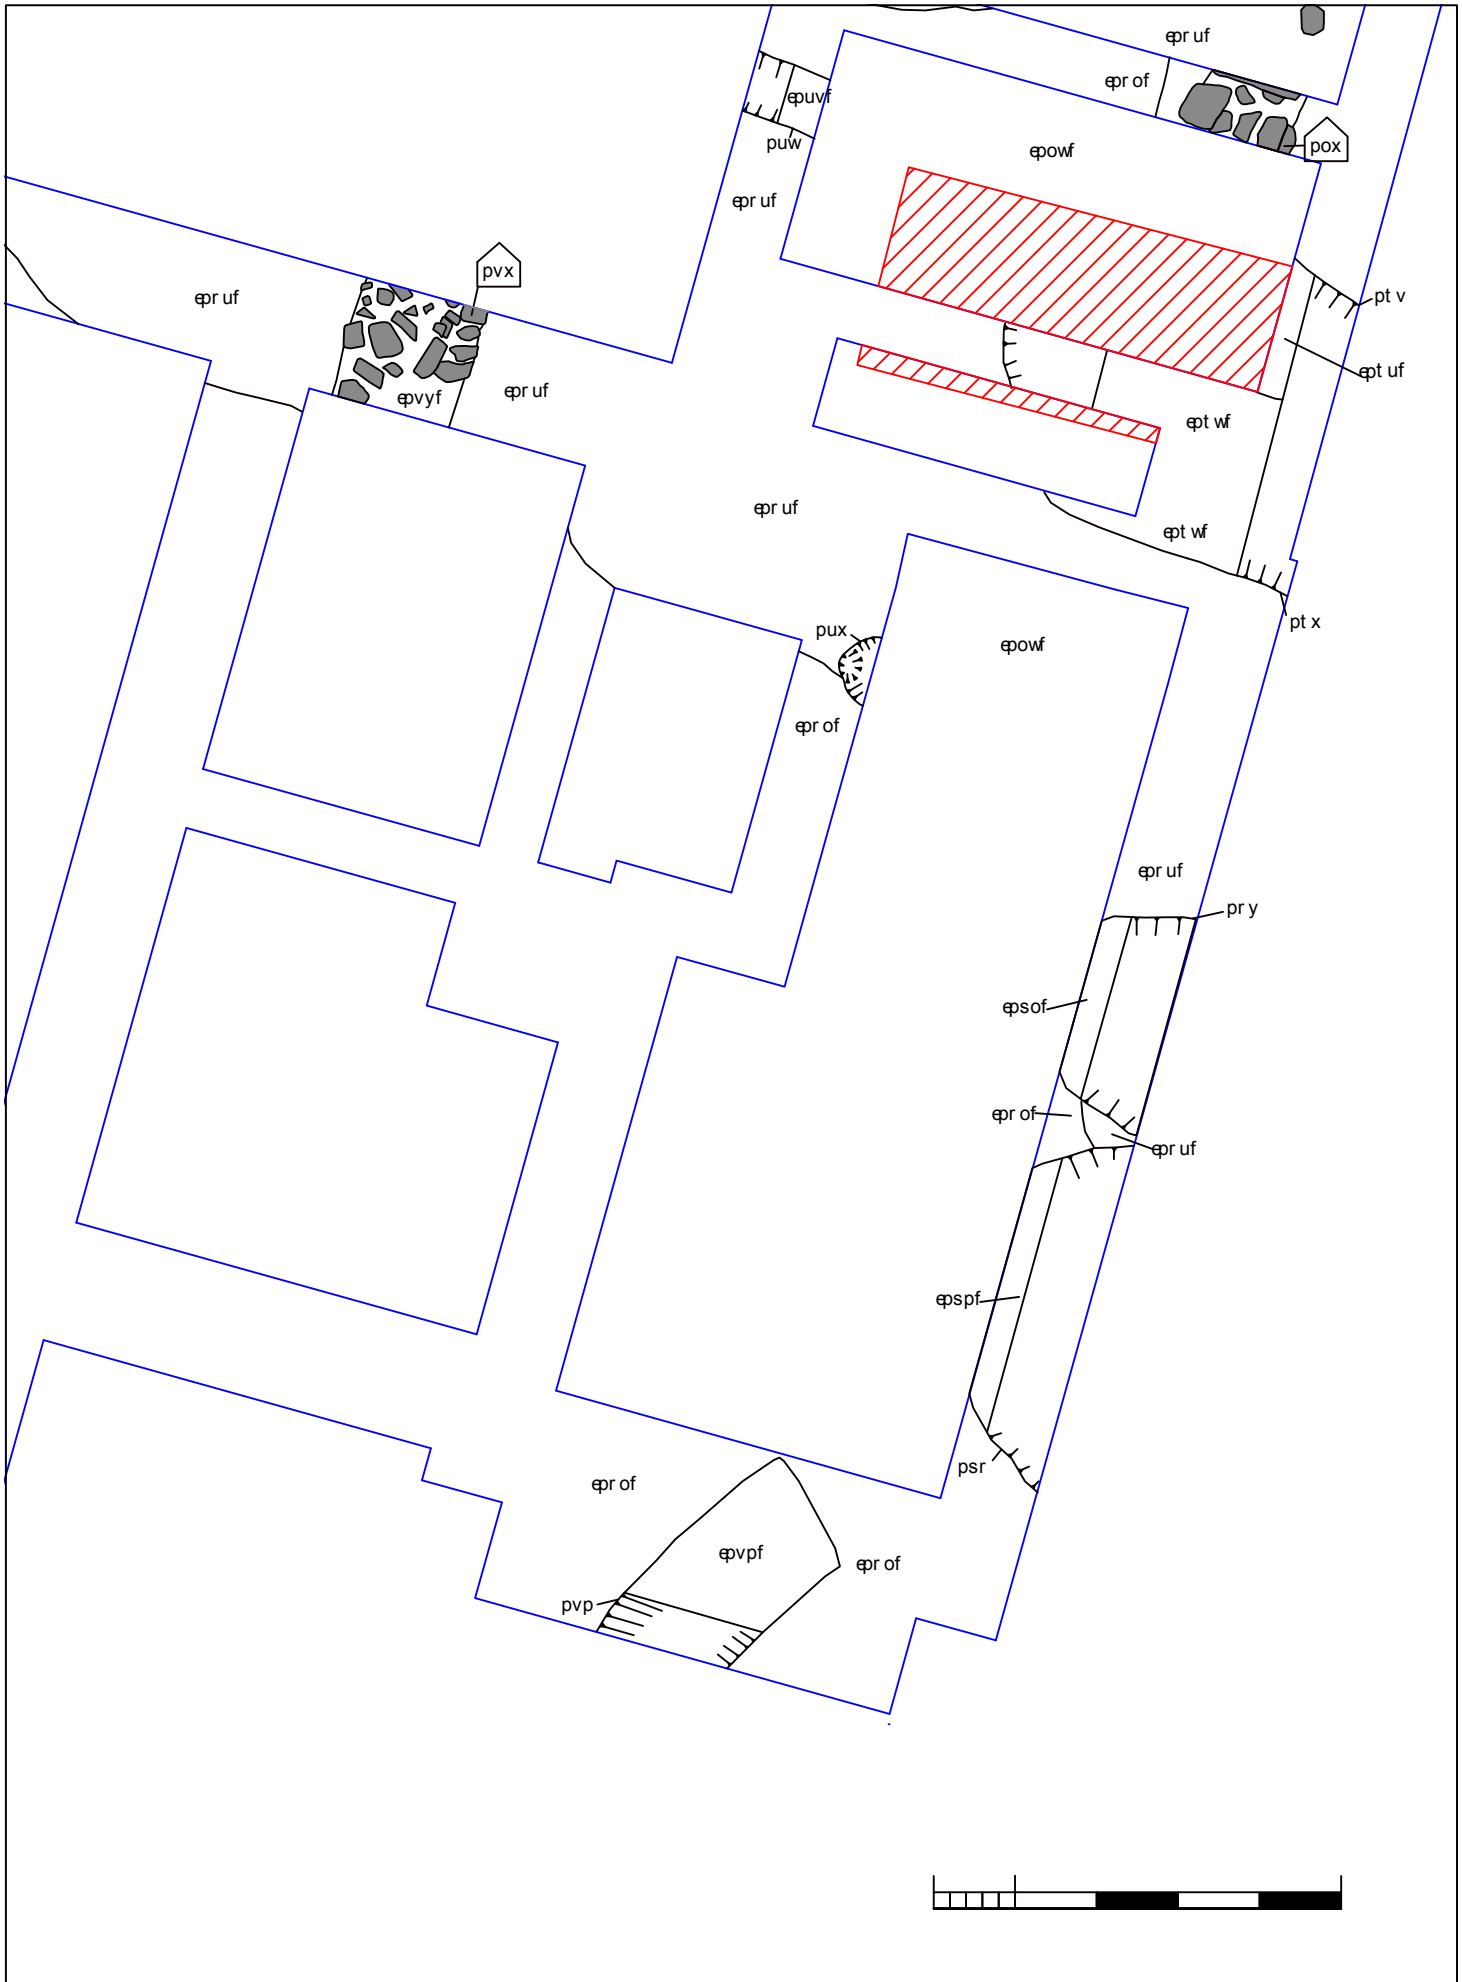 epr uf
epr of
epuvf
puw
pox
epowf
epr uf
pvx
epr uf
pt v
ept uf
epr uf
epvyf
ept wf
epr uf
ept wf
pt x
pux
epowf
epr of
epr uf
pr y
epsof
epr of
epr uf
epspf
psr
epr of
epvpf
epr of
pvp